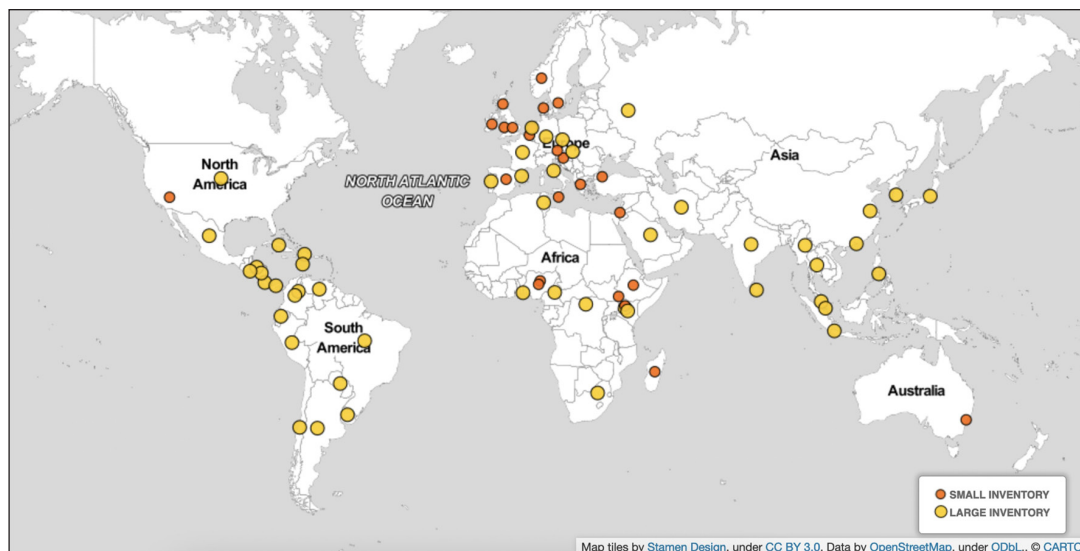 North
America
NORTH ATLANTIC
OCEAN
Europe
Asia
Africa
South
America
Australia
SMALL INVENTORY
LARGE INVENTORY
Map tiles by Stamen Design, under CC BY 3.0. Data by OpenStreetMap, under ODbL., © CARTO